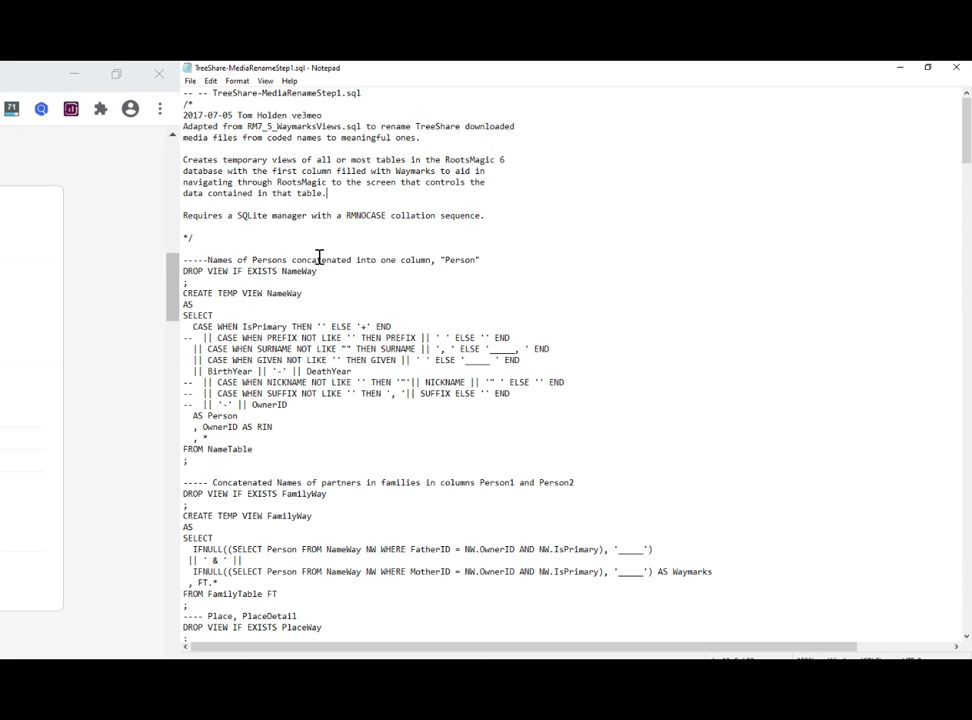 TreeShare-MediaRenameStep1.sql - Notepad
File Edit Format View Help
71
-- -- TreeShare-MediaRenameStep1.sql
/*
2017-07-05 Tom Holden ve3meo
Adapted from RM7_5_WaymarksViews.sql to rename TreeShare downloaded
media files from coded names to meaningful ones.
Creates temporary views of all or most tables in the RootsMagic 6
database with the first column filled with Waymarks to aid in
navigating through RootsMagic to the screen that controls the
data contained in that table.
Requires a SQLite manager with a RMNOCASE collation sequence.
*/
-----Names of Persons concatenated into one column, "Person"
DROP VIEW IF EXISTS NameWay
;
CREATE TEMP VIEW NameWay
AS
SELECT
CASE WHEN IsPrimary THEN '' ELSE '+' END
-- || CASE WHEN PREFIX NOT LIKE '' THEN PREFIX || ' ' ELSE '' END
|| CASE WHEN SURNAME NOT LIKE "" THEN SURNAME || ', ' ELSE '_____, ' END
|| CASE WHEN GIVEN NOT LIKE '' THEN GIVEN || ' ' ELSE '_____ ' END
|| BirthYear || '-' || DeathYear
-- || CASE WHEN NICKNAME NOT LIKE '' THEN '"'|| NICKNAME || '" ' ELSE '' END
-- || CASE WHEN SUFFIX NOT LIKE '' THEN ', '|| SUFFIX ELSE '' END
-- || '-' || OwnerID
AS Person
, OwnerID AS RIN
, *
FROM NameTable
;
----- Concatenated Names of partners in families in columns Person1 and Person2
DROP VIEW IF EXISTS FamilyWay
;
CREATE TEMP VIEW FamilyWay
AS
SELECT
IFNULL((SELECT Person FROM NameWay NW WHERE FatherID = NW.OwnerID AND NW.IsPrimary), '_____')
|| ' & ' ||
IFNULL((SELECT Person FROM NameWay NW WHERE MotherID = NW.OwnerID AND NW.IsPrimary), '_____') AS Waymarks
, FT.*
FROM FamilyTable FT
;
---- Place, PlaceDetail
DROP VIEW IF EXISTS PlaceWay
;